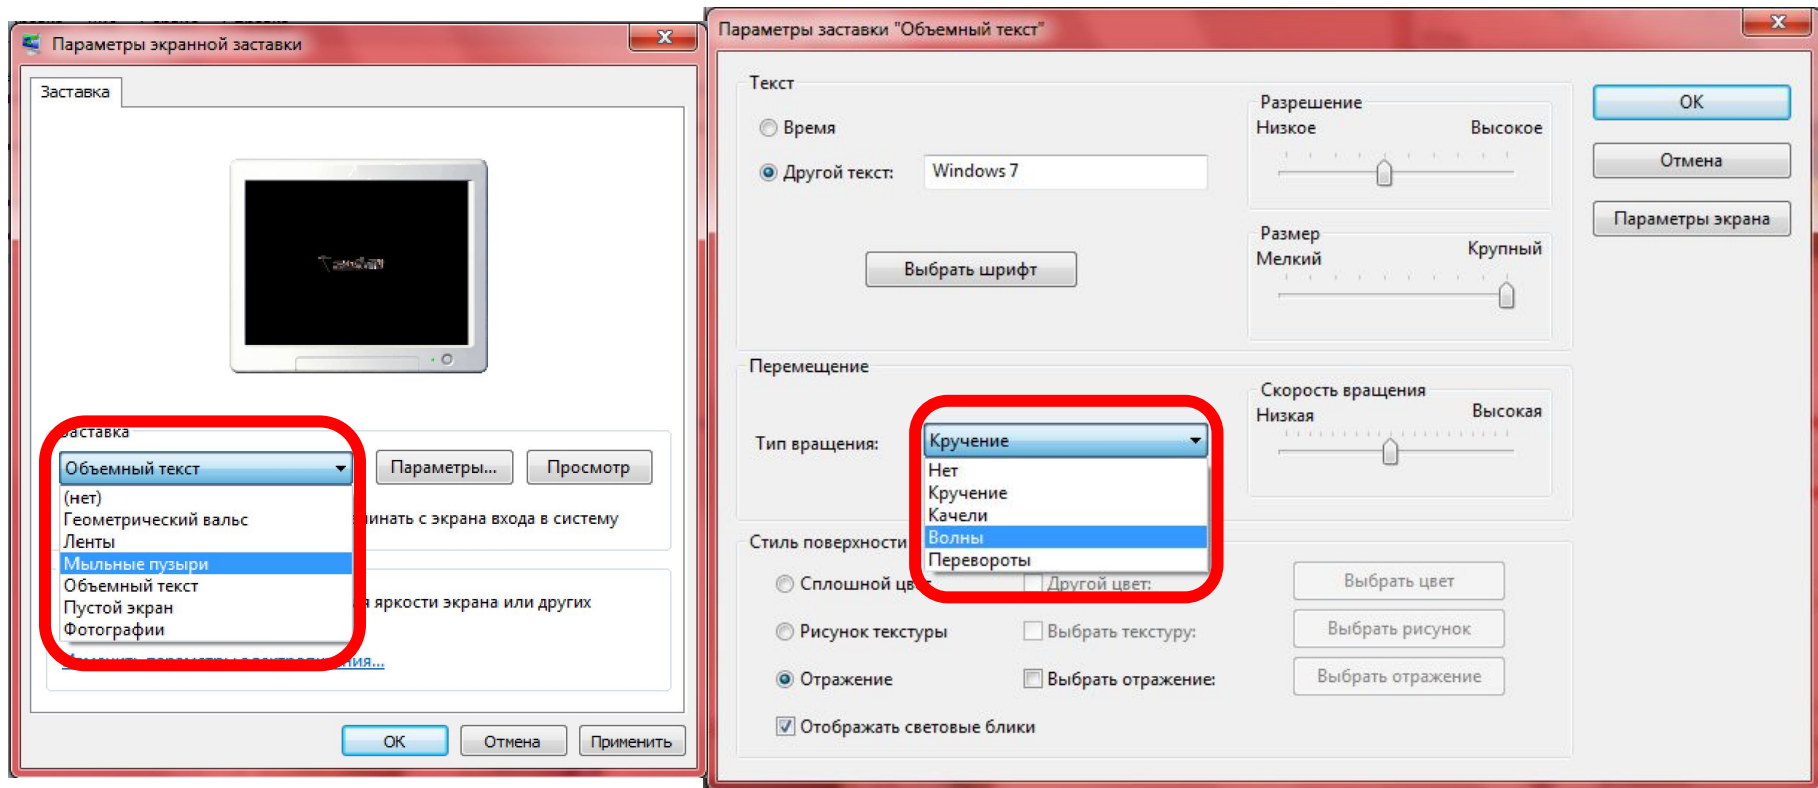 Параметры экранной заставки
Заставка
Заставка
Объемный текст
Параметры...
Просмотр
(нет)
Геометрический вальс
Ленты
Мыльные пузыри
Объемный текст
Пустой экран
Фотографии
с экрана входа в систему
яркости экрана или других
OK
Отмена
Применить
Параметры заставки "Объемный текст"
Текст
Время
Другой текст:
Windows 7
Выбрать шрифт
Разрешение
Низкое Высокое
Размер
Мелкий Крупный
OK
Отмена
Параметры экрана
Перемещение
Тип вращения:
Кручение
Нет
Кручение
Качели
Волны
Перевороты
Скорость вращения
Низкая Высокая
Стиль поверхности
Сплошной цвет
Другой цвет:
Выбрать цвет
Рисунок текстуры
Выбрать текстуру:
Выбрать рисунок
Отражение
Выбрать отражение:
Выбрать отражение
Отображать световые блики